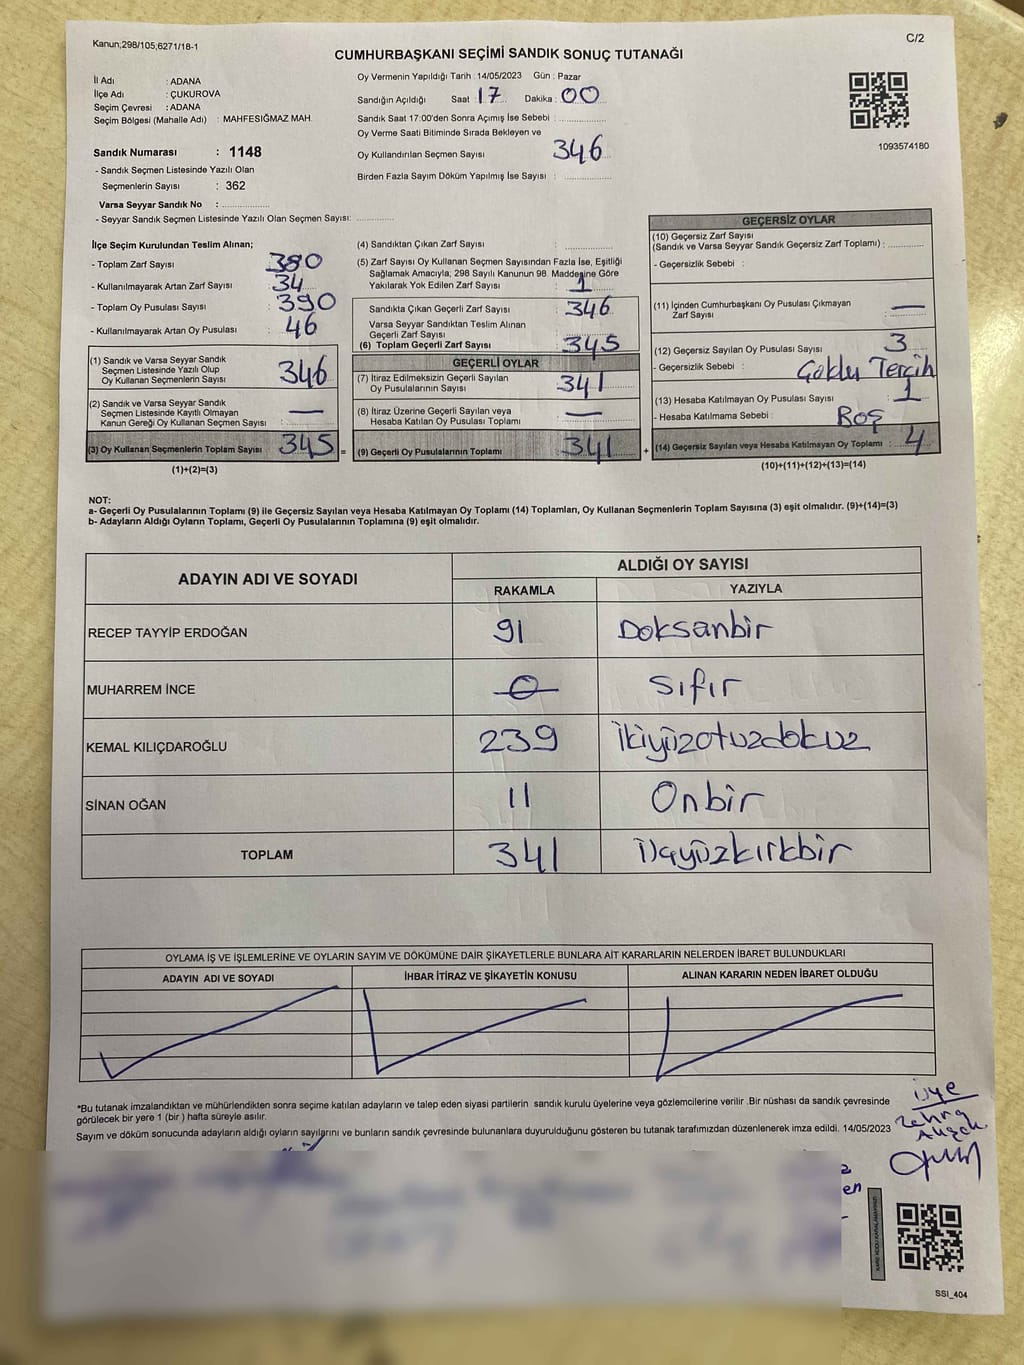 Kanun;298/105;6271/18-1
C/2
CUMHURBAŞKANI SEÇİMİ SANDIK SONUÇ TUTANAĞI
İl Adı : ADANA
İlçe Adı : ÇUKUROVA
Seçim Çevresi : ADANA
Seçim Bölgesi (Mahalle Adı) : MAHFESIĞMAZ MAH.
Sandık Numarası : 1148
- Sandık Seçmen Listesinde Yazılı Olan
Seçmenlerin Sayısı : 362
Varsa Seyyar Sandık No :
- Seyyar Sandık Seçmen Listesinde Yazılı Olan Seçmen Sayısı:
Oy Vermenin Yapıldığı Tarih : 14/05/2023 Gün : Pazar
Sandığın Açıldığı Saat : 17 Dakika : 00
Sandık Saat 17:00'den Sonra Açımış İse Sebebi :
Oy Verme Saati Bitiminde Sırada Bekleyen ve
Oy Kullandırılan Seçmen Sayısı : 346
Birden Fazla Sayım Döküm Yapılmış İse Sayısı :
1093574180
İlçe Seçim Kurulundan Teslim Alınan;
- Toplam Zarf Sayısı : 380
- Kullanılmayarak Artan Zarf Sayısı : 34
- Toplam Oy Pusulası Sayısı : 390
- Kullanılmayarak Artan Oy Pusulası : 46
(1) Sandık ve Varsa Seyyar Sandık
Seçmen Listesinde Yazılı Olup
Oy Kullanan Seçmenlerin Sayısı : 346
(2) Sandık ve Varsa Seyyar Sandık
Seçmen Listesinde Kayıtlı Olmayan
Kanun Gereği Oy Kullanan Seçmen Sayısı : —
(3) Oy Kullanan Seçmenlerin Toplam Sayısı : 345 =
(1)+(2)=(3)
(4) Sandıktan Çıkan Zarf Sayısı :
(5) Zarf Sayısı Oy Kullanan Seçmen Sayısından Fazla İse, Eşitliği
Sağlamak Amacıyla; 298 Sayılı Kanunun 98. Maddesine Göre
Yakılarak Yok Edilen Zarf Sayısı : 1
Sandıkta Çıkan Geçerli Zarf Sayısı : 346
Varsa Seyyar Sandıktan Teslim Alınan
Geçerli Zarf Sayısı
(6) Toplam Geçerli Zarf Sayısı : 345
GEÇERLİ OYLAR
(7) İtiraz Edilmeksizin Geçerli Sayılan
Oy Pusulalarının Sayısı : 341
(8) İtiraz Üzerine Geçerli Sayılan veya
Hesaba Katılan Oy Pusulası Toplamı : —
(9) Geçerli Oy Pusulalarının Toplamı : 341 +
GEÇERSİZ OYLAR
(10) Geçersiz Zarf Sayısı
(Sandık ve Varsa Seyyar Sandık Geçersiz Zarf Toplamı) :
- Geçersizlik Sebebi :
(11) İçinden Cumhurbaşkanı Oy Pusulası Çıkmayan
Zarf Sayısı : —
(12) Geçersiz Sayılan Oy Pusulası Sayısı : 3
- Geçersizlik Sebebi : Çoklu Tercih
(13) Hesaba Katılmayan Oy Pusulası Sayısı : 1
- Hesaba Katılmama Sebebi : Boş
(14) Geçersiz Sayılan veya Hesaba Katılmayan Oy Toplamı : 4
(10)+(11)+(12)+(13)=(14)
NOT:
a- Geçerli Oy Pusulalarının Toplamı (9) ile Geçersiz Sayılan veya Hesaba Katılmayan Oy Toplamı (14) Toplamları, Oy Kullanan Seçmenlerin Toplam Sayısına (3) eşit olmalıdır. (9)+(14)=(3)
b- Adayların Aldığı Oyların Toplamı, Geçerli Oy Pusulalarının Toplamına (9) eşit olmalıdır.
ADAYIN ADI VE SOYADI
ALDIĞI OY SAYISI
RAKAMLA YAZIYLA
RECEP TAYYİP ERDOĞAN 91 Doksanbir
MUHARREM İNCE 0 Sıfır
KEMAL KILIÇDAROĞLU 239 İkiyüzotuzdokuz
SİNAN OĞAN 11 Onbir
TOPLAM 341 Üçyüzkırkbir
OYLAMA İŞ VE İŞLEMLERİNE VE OYLARIN SAYIM VE DÖKÜMÜNE DAİR ŞİKAYETLERLE BUNLARA AİT KARARLARIN NELERDEN İBARET BULUNDUKLARI
ADAYIN ADI VE SOYADI İHBAR İTİRAZ VE ŞİKAYETİN KONUSU ALINAN KARARIN NEDEN İBARET OLDUĞU
*Bu tutanak imzalandıktan ve mühürlendikten sonra seçime katılan adayların ve talep eden siyasi partilerin sandık kurulu üyelerine veya gözlemcilerine verilir .Bir nüshası da sandık çevresinde
görülecek bir yere 1 (bir ) hafta süreyle asılır.
Sayım ve döküm sonucunda adayların aldığı oyların sayılarını ve bunların sandık çevresinde bulunanlara duyurulduğunu gösteren bu tutanak tarafımızdan düzenlenerek imza edildi. 14/05/2023
Üye
Zehra
en
SSI_404